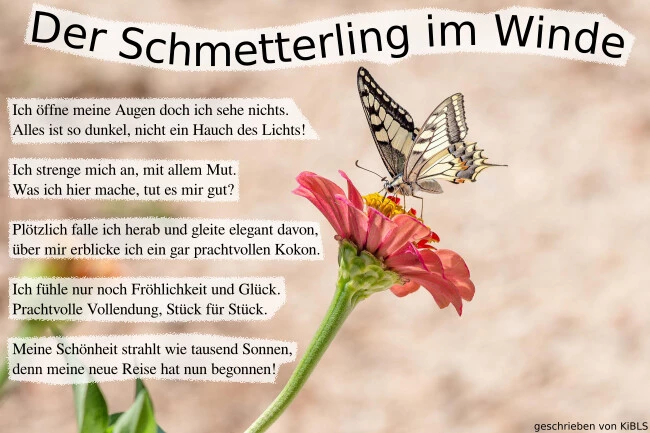 Der Schmetterling im Winde
Ich öffne meine Augen doch ich sehe nichts.
Alles ist so dunkel, nicht ein Hauch des Lichts!
Ich strenge mich an, mit allem Mut.
Was ich hier mache, tut es mir gut?
Plötzlich falle ich herab und gleite elegant davon,
über mir erblicke ich ein gar prachtvollen Kokon.
Ich fühle nur noch Fröhlichkeit und Glück.
Prachtvolle Vollendung, Stück für Stück.
Meine Schönheit strahlt wie tausend Sonnen,
denn meine neue Reise hat nun begonnen!
geschrieben von KiBLS